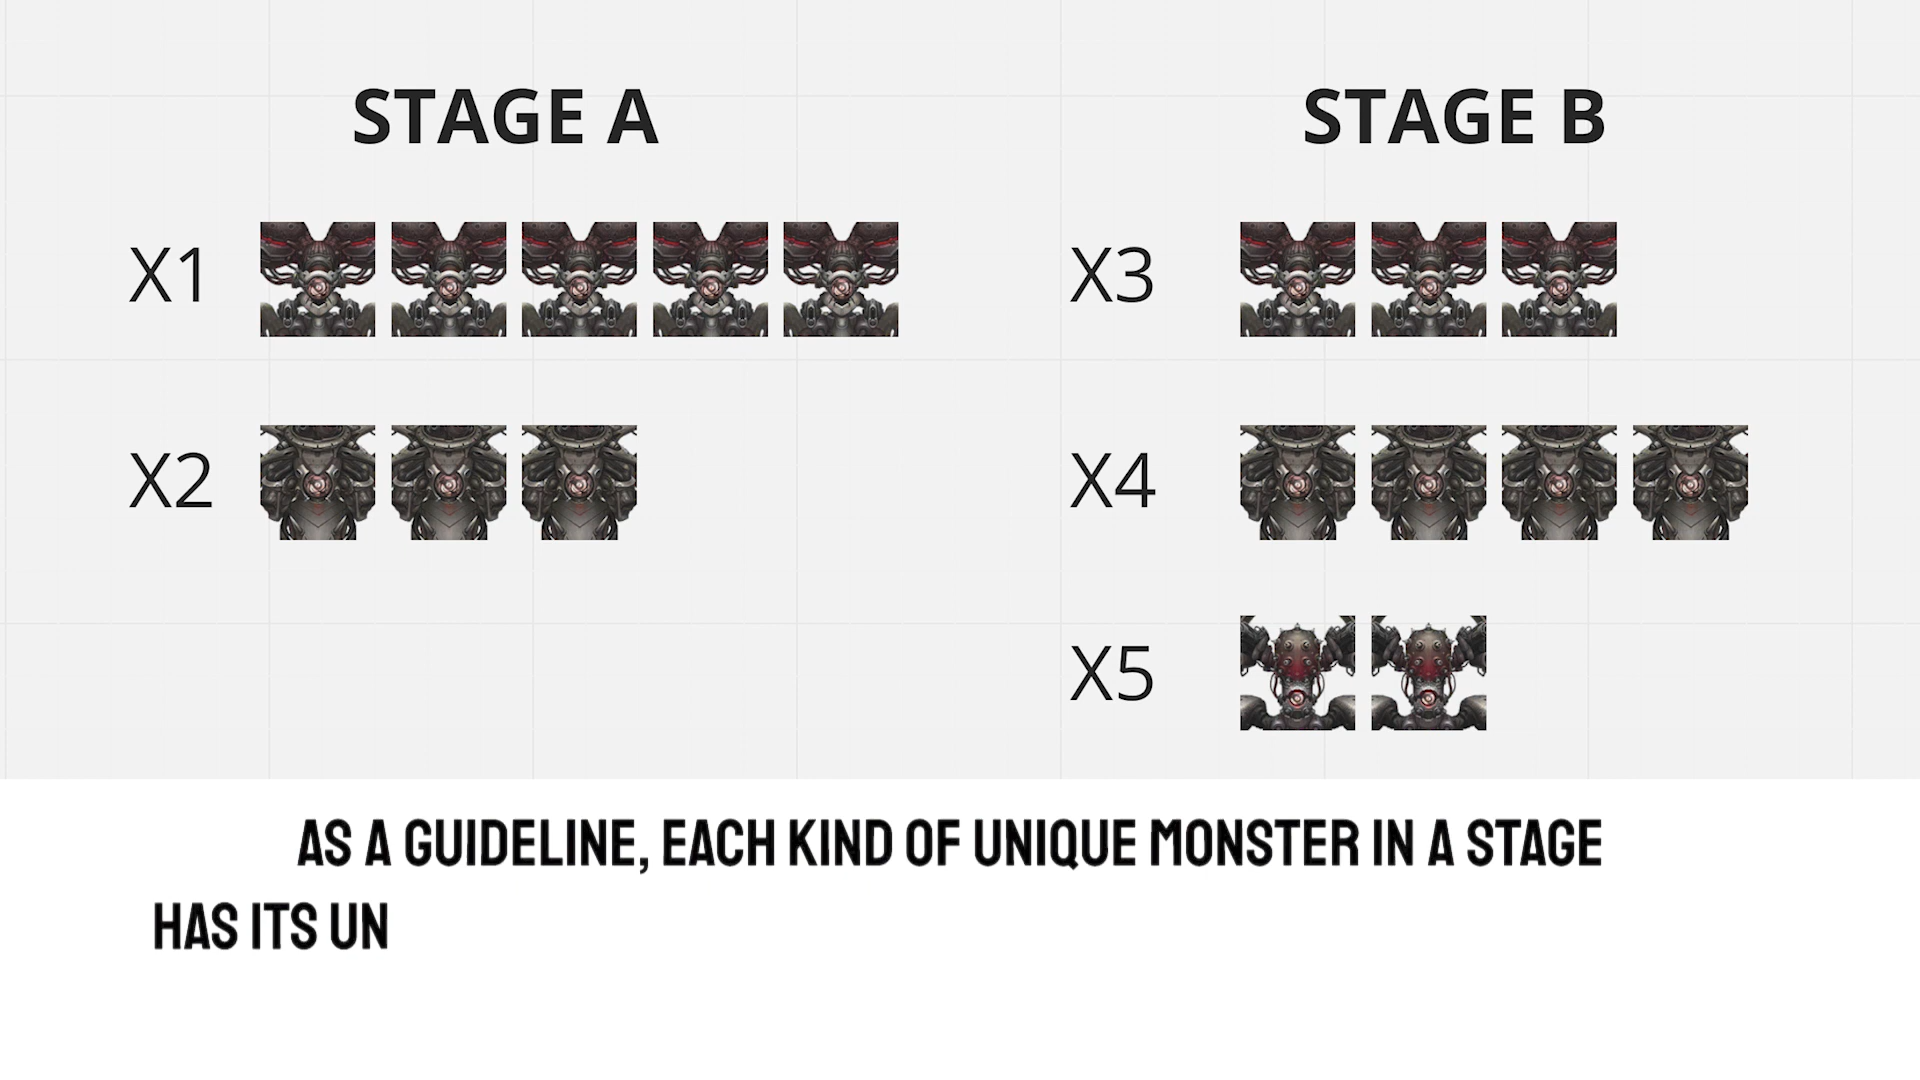 STAGE A
STAGE B
X1
X3
X2
X4
X5
AS A GUIDELINE, EACH KIND OF UNIQUE MONSTER IN A STAGE
HAS ITS UN